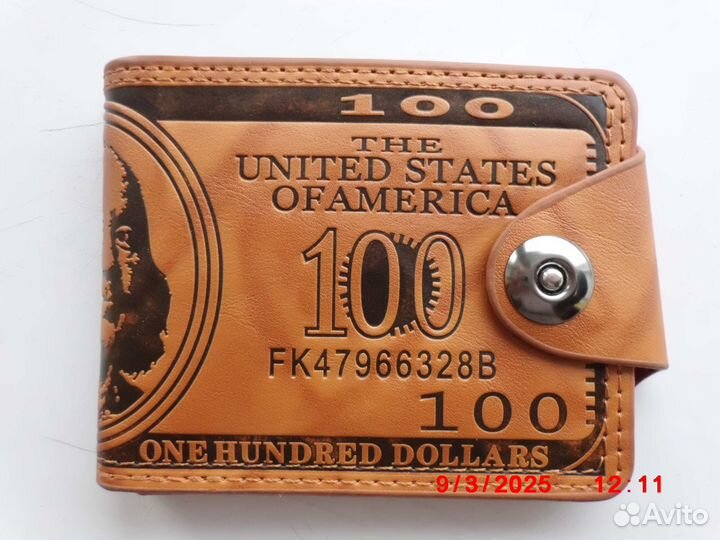 100
THE
UNITED STATES
OFAMERICA
100
FK47966328B
100
ONE HUNDRED DOLLARS
9/3/2025 12:11
Avito